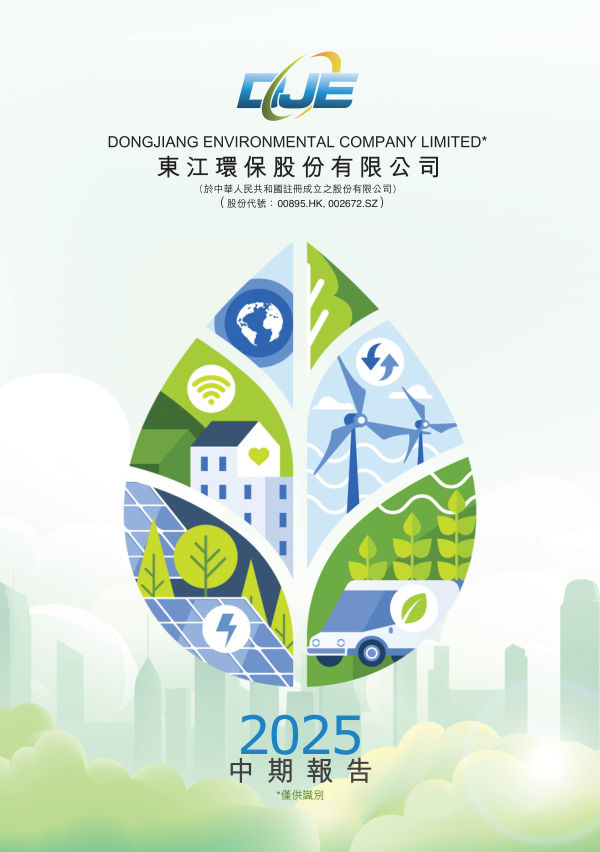 DJE
DONGJIANG ENVIRONMENTAL COMPANY LIMITED*
東江環保股份有限公司
（於中華人民共和國註冊成立之股份有限公司）
（股份代號：00895.HK, 002672.SZ）
2025
中期報告
*僅供識別